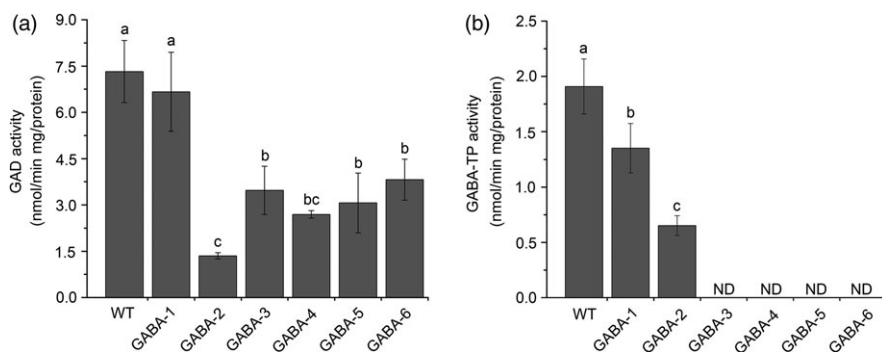 (a)
GAD activity
(nmol/min mg/protein)
9.0
7.5
6.0
4.5
3.0
1.5
0.0
a
a
c
b
bc
b
b
WT
GABA-1
GABA-2
GABA-3
GABA-4
GABA-5
GABA-6
(b)
GABA-TP activity
(nmol/min mg/protein)
2.5
2.0
1.5
1.0
0.5
0.0
a
b
c
ND
ND
ND
ND
WT
GABA-1
GABA-2
GABA-3
GABA-4
GABA-5
GABA-6